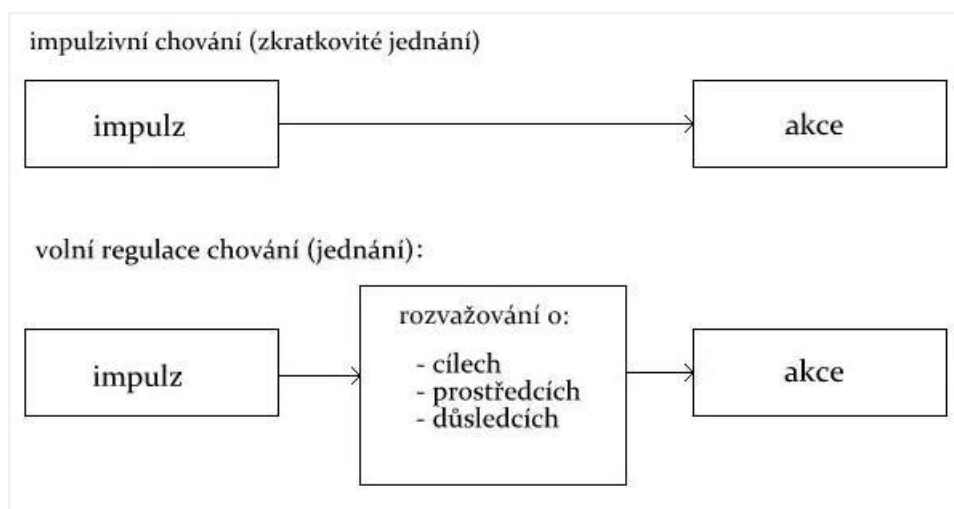 impulzivní chování (zkratkovité jednání)
impulz
akce
volní regulace chování (jednání):
rozvažování o:
- cílech
- prostředcích
- důsledcích
impulz
akce